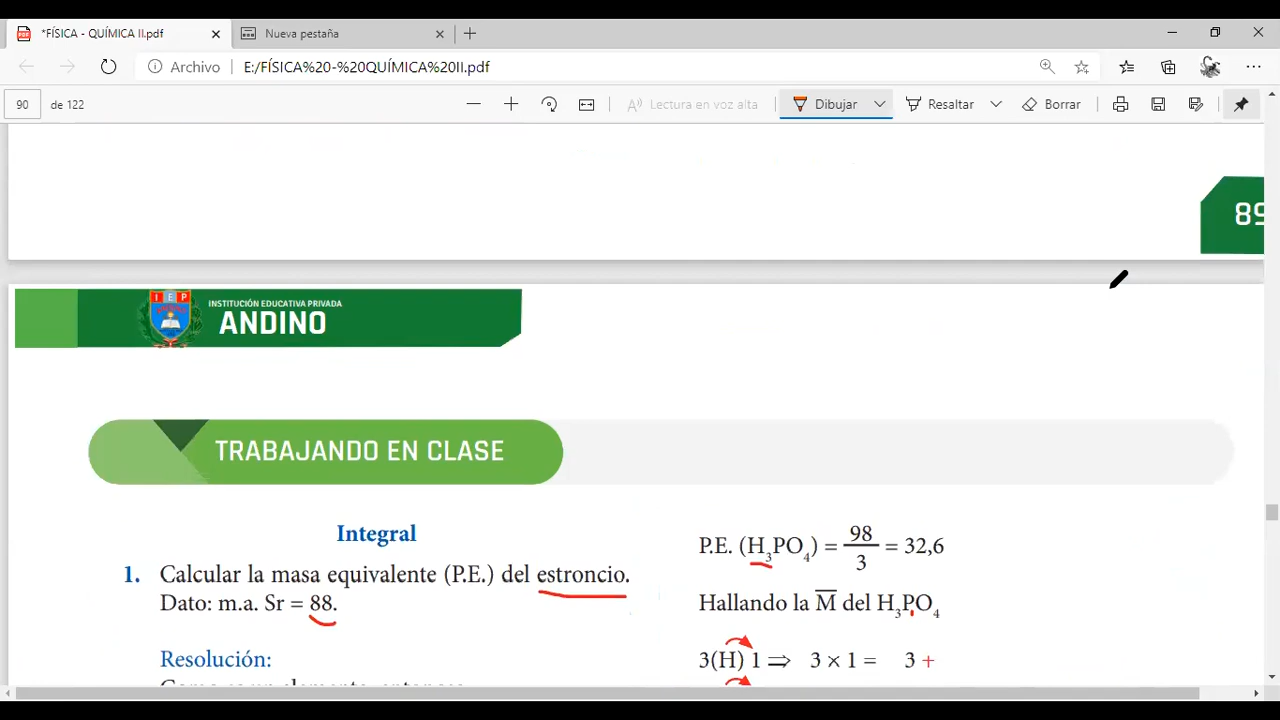 *FÍSICA - QUÍMICA II.pdf
Nueva pestaña
Archivo
E:/FÍSICA%20-%20QUÍMICA%20II.pdf
90 de 122
Lectura en voz alta
Dibujar
Resaltar
Borrar
89
I E P
INSTITUCIÓN EDUCATIVA PRIVADA
ANDINO
TRABAJANDO EN CLASE
Integral
1. Calcular la masa equivalente (P.E.) del estroncio.
Dato: m.a. Sr = 88.
Resolución:
P.E. (H₃PO₄) = 98/3 = 32,6
Hallando la M̅ del H₃PO₄
3(H) 1 ⇒ 3 × 1 = 3 +